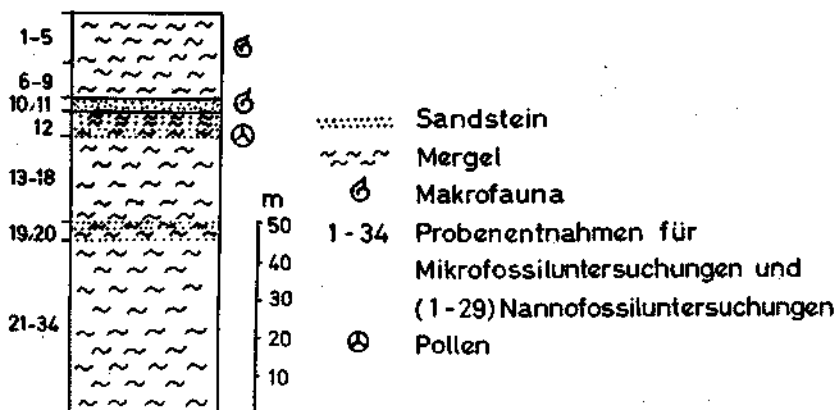 1-5
6-9
10/11
12
13-18
19/20
21-34
m
50
40
30
20
10
Sandstein
Mergel
Makrofauna
1-34 Probenentnahmen für
Mikrofossiluntersuchungen und
(1-29) Nannofossiluntersuchungen
Pollen